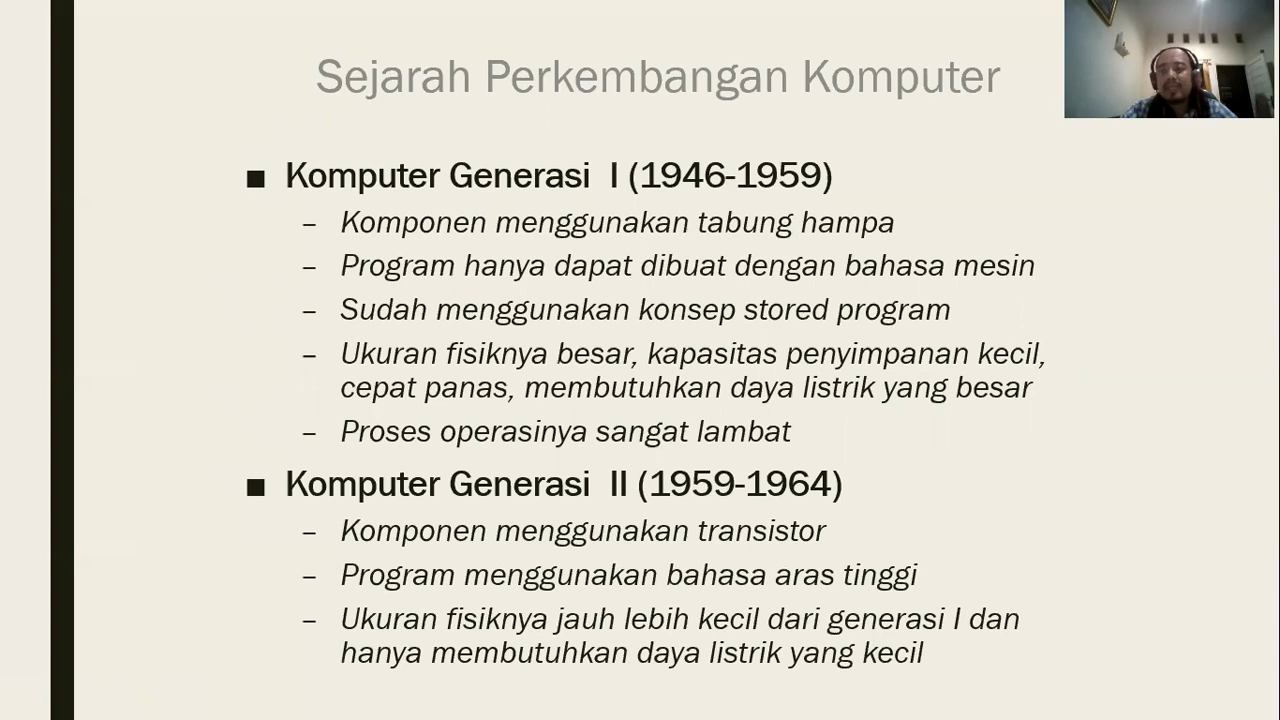 Sejarah Perkembangan Komputer
■ Komputer Generasi I (1946-1959)
– Komponen menggunakan tabung hampa
– Program hanya dapat dibuat dengan bahasa mesin
– Sudah menggunakan konsep stored program
– Ukuran fisiknya besar, kapasitas penyimpanan kecil,
cepat panas, membutuhkan daya listrik yang besar
– Proses operasinya sangat lambat
■ Komputer Generasi II (1959-1964)
– Komponen menggunakan transistor
– Program menggunakan bahasa aras tinggi
– Ukuran fisiknya jauh lebih kecil dari generasi I dan
hanya membutuhkan daya listrik yang kecil